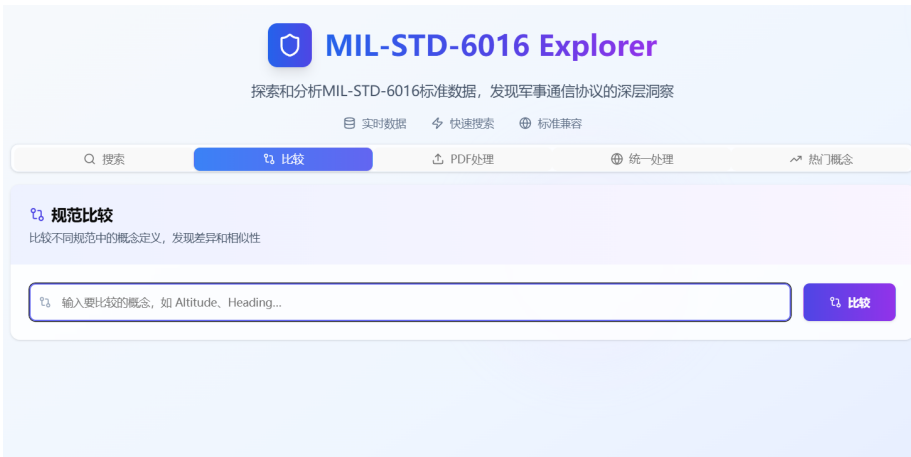 MIL-STD-6016 Explorer
探索和分析MIL-STD-6016标准数据，发现军事通信协议的深层洞察
实时数据 快速搜索 标准兼容
搜索 比较 PDF处理 统一处理 热门概念
规范比较
比较不同规范中的概念定义，发现差异和相似性
输入要比较的概念，如 Altitude、Heading... 比较